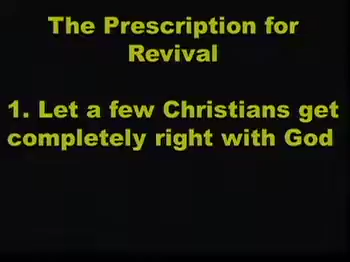 The Prescription for
Revival
1. Let a few Christians get
completely right with God